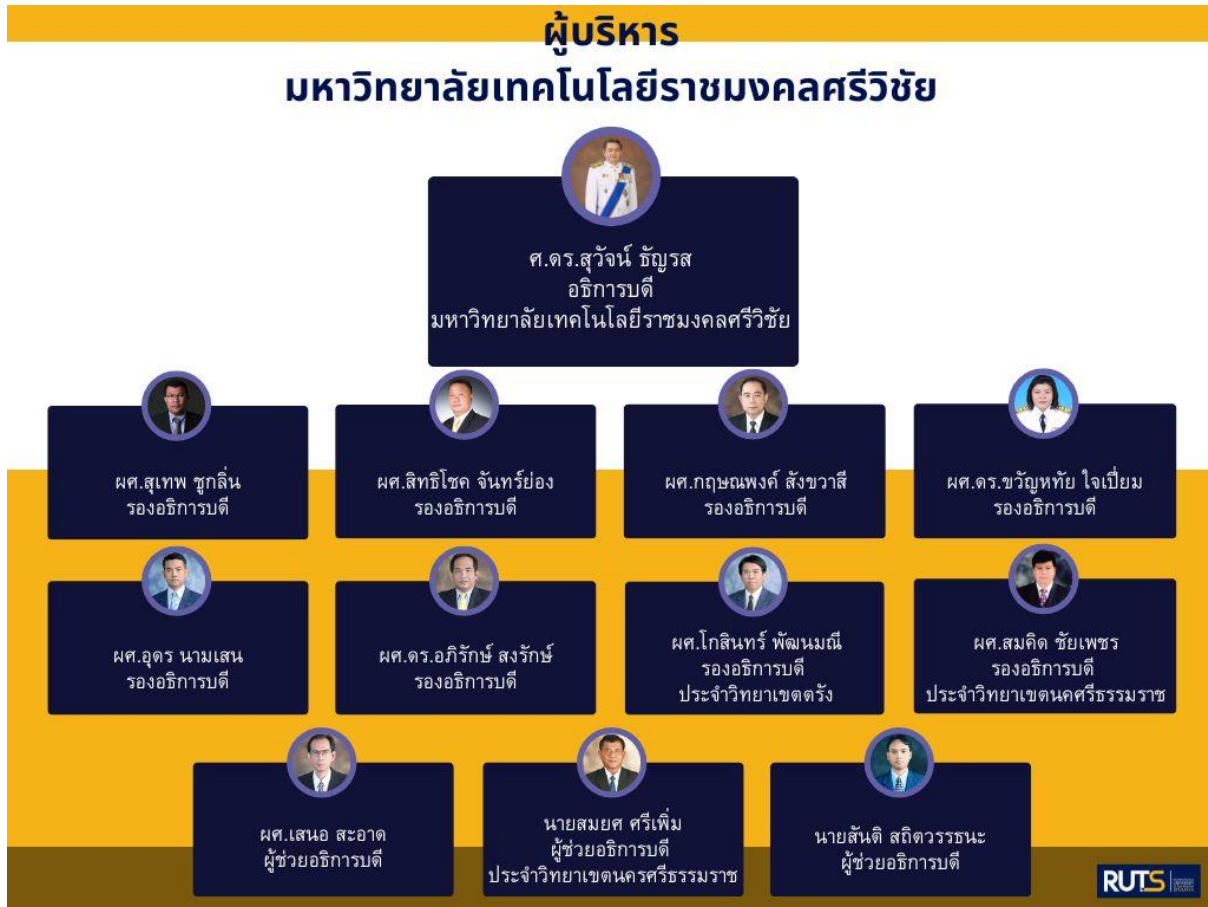 ผู้บริหาร
มหาวิทยาลัยเทคโนโลยีราชมงคลศรีวิชัย
ศ.ดร.สุวัจน์ ธัญรส
อธิการบดี
มหาวิทยาลัยเทคโนโลยีราชมงคลศรีวิชัย
ผศ.สุเทพ ชูกลิ่น
รองอธิการบดี
ผศ.สิทธิโชค จันทร์ย่อง
รองอธิการบดี
ผศ.กฤษณพงค์ สังขวาสี
รองอธิการบดี
ผศ.ดร.ขวัญหทัย ใจเปี่ยม
รองอธิการบดี
ผศ.อุดร นามเสน
รองอธิการบดี
ผศ.ดร.อภิรักษ์ สงรักษ์
รองอธิการบดี
ผศ.โกสินทร์ พัฒนมณี
รองอธิการบดี
ประจำวิทยาเขตตรัง
ผศ.สมคิด ชัยเพชร
รองอธิการบดี
ประจำวิทยาเขตนคศรีธรรมราช
ผศ.เสนอ สะอาด
ผู้ช่วยอธิการบดี
นายสมยศ ศรีเพิ่ม
ผู้ช่วยอธิการบดี
ประจำวิทยาเขตนครศรีธรรมราช
นายสันติ สถิตวรรธนะ
ผู้ช่วยอธิการบดี
RUTS